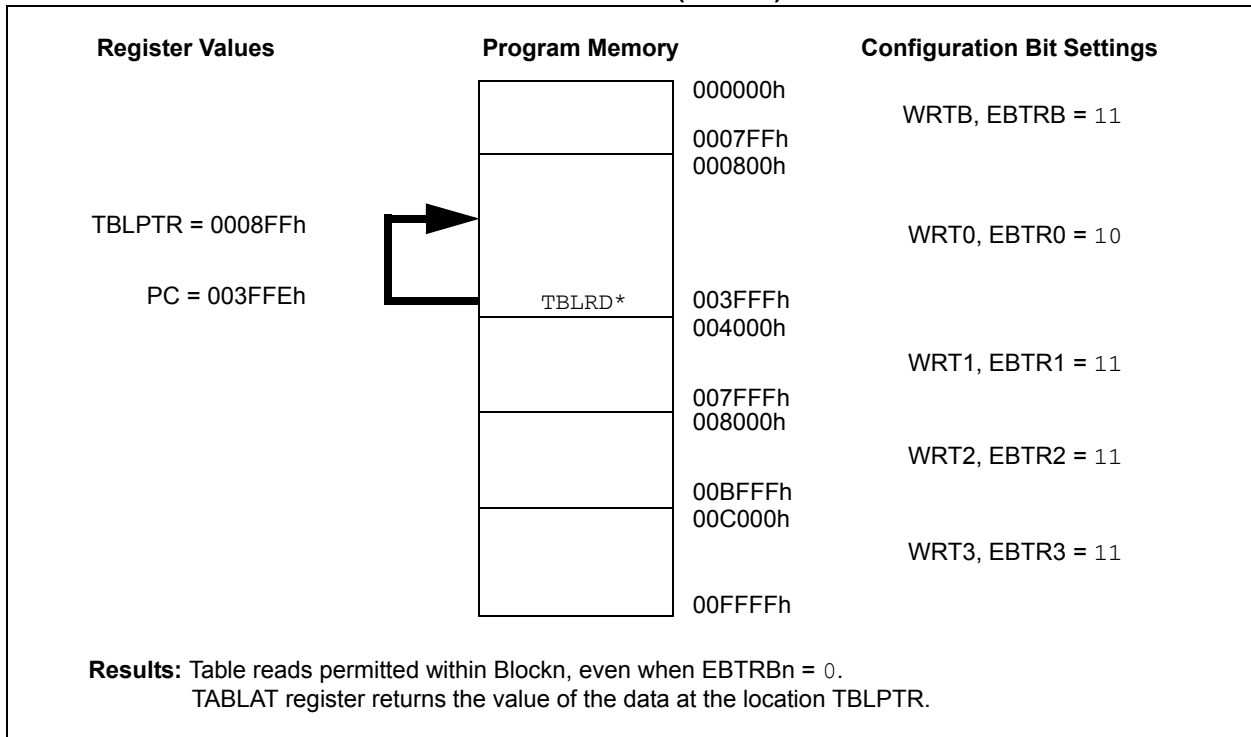 Register Values Program Memory Configuration Bit Settings
000000h
WRTB, EBTRB = 11
0007FFh
000800h
TBLPTR = 0008FFh
WRT0, EBTR0 = 10
PC = 003FFEh
TBLRD* 003FFFh
004000h
WRT1, EBTR1 = 11
007FFFh
008000h
WRT2, EBTR2 = 11
00BFFFh
00C000h
WRT3, EBTR3 = 11
00FFFFh
Results: Table reads permitted within Blockn, even when EBTRBn = 0.
TABLAT register returns the value of the data at the location TBLPTR.